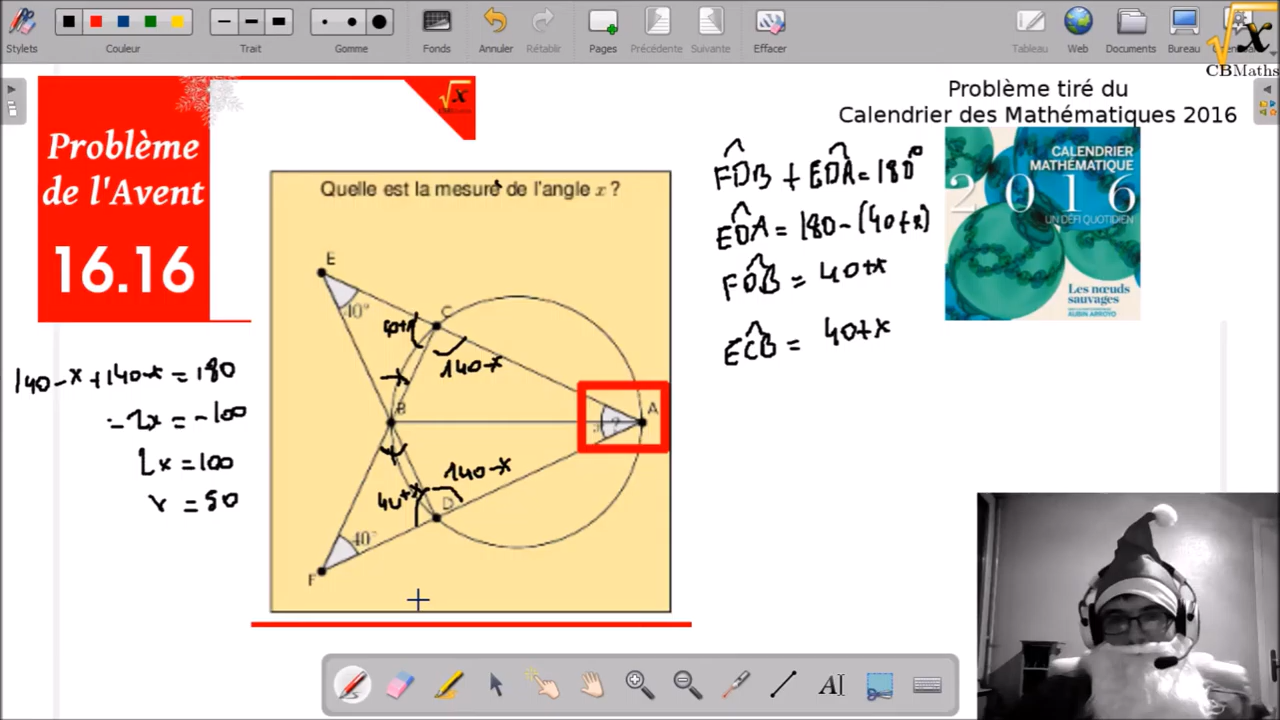 Stylets
Couleur
Trait
Gomme
Fonds
Annuler
Rétablir
Pages
Précédente
Suivante
Effacer
Tableau
Web
Documents
Bureau
√x
CBMaths
Problème
de l'Avent
16.16
Problème tiré du
Calendrier des Mathématiques 2016
CALENDRIER
MATHÉMATIQUE
2016
UN DÉFI QUOTIDIEN
Les nœuds
sauvages
AUBIN ARROYO
Quelle est la mesure de l'angle x ?
E
40°
C
40+x
140-x
x
B
A
?
x
140-x
40+x
D
40°
F
FDB + EDA = 180°
EDA = 180 - (40+x)
FDB = 40+x
ECB = 40+x
140-x+140-x = 180
-2x = -100
2x = 100
x = 50
AI